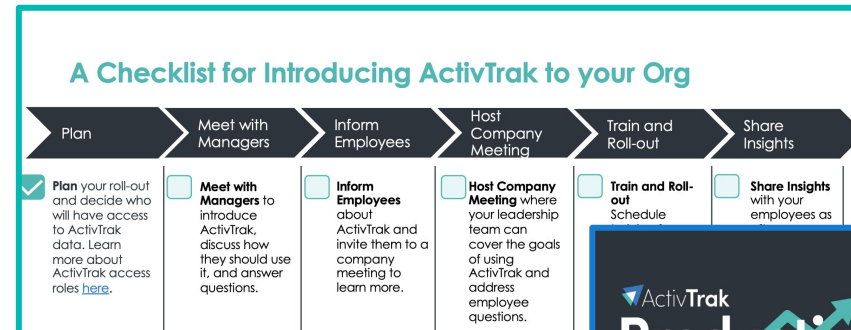 A Checklist for Introducing ActivTrak to your Org
Plan
Meet with
Managers
Inform
Employees
Host
Company
Meeting
Train and
Roll-out
Share
Insights
Plan your roll-out
and decide who
will have access
to ActivTrak
data. Learn
more about
ActivTrak access
roles here.
Meet with
Managers to
introduce
ActivTrak,
discuss how
they should use
it, and answer
questions.
Inform
Employees
about
ActivTrak and
invite them to a
company
meeting to
learn more.
Host Company
Meeting where
your leadership
team can
cover the goals
of using
ActivTrak and
address
employee
questions.
Train and Roll-
out
Schedule
Share Insights
with your
employees as
ActivTrak